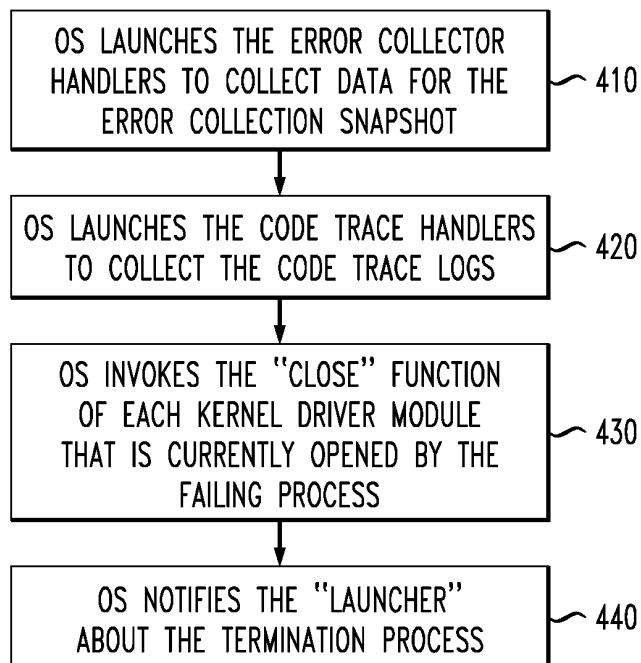 OS LAUNCHES THE ERROR COLLECTOR
HANDLERS TO COLLECT DATA FOR THE
ERROR COLLECTION SNAPSHOT
410
OS LAUNCHES THE CODE TRACE HANDLERS
TO COLLECT THE CODE TRACE LOGS
420
OS INVOKES THE "CLOSE" FUNCTION
OF EACH KERNEL DRIVER MODULE
THAT IS CURRENTLY OPENED BY THE
FAILING PROCESS
430
OS NOTIFIES THE "LAUNCHER"
ABOUT THE TERMINATION PROCESS
440